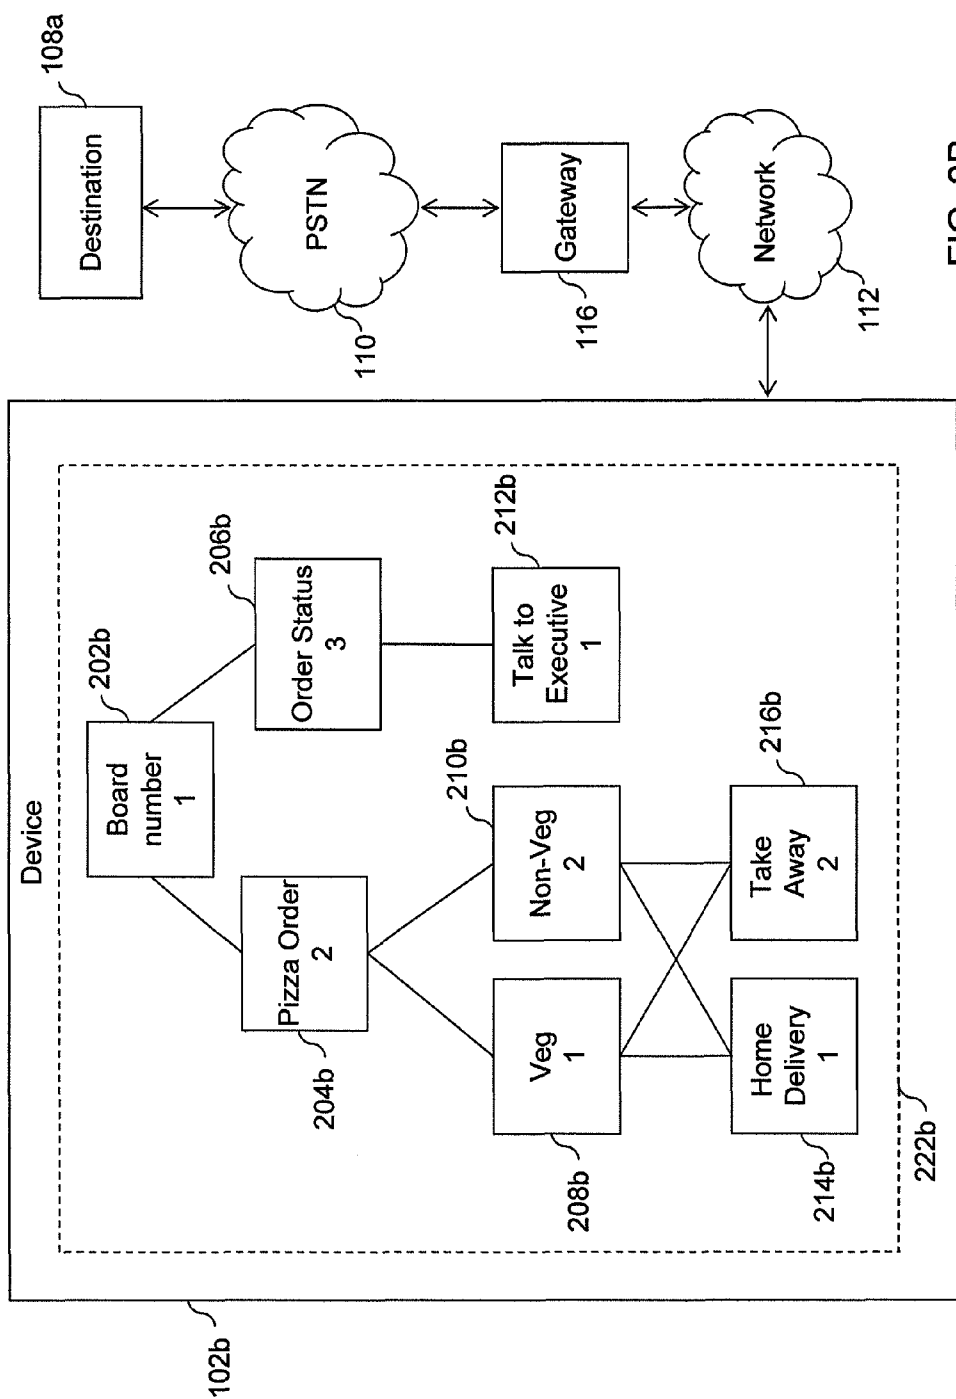 Device
102b
Board
number
1
202b
Pizza Order
2
204b
Order Status
3
206b
Veg
1
208b
Non-Veg
2
210b
Talk to
Executive
1
212b
Home
Delivery
1
214b
Take
Away
2
216b
222b
Destination
108a
PSTN
110
Gateway
116
Network
112
FIG. 2B